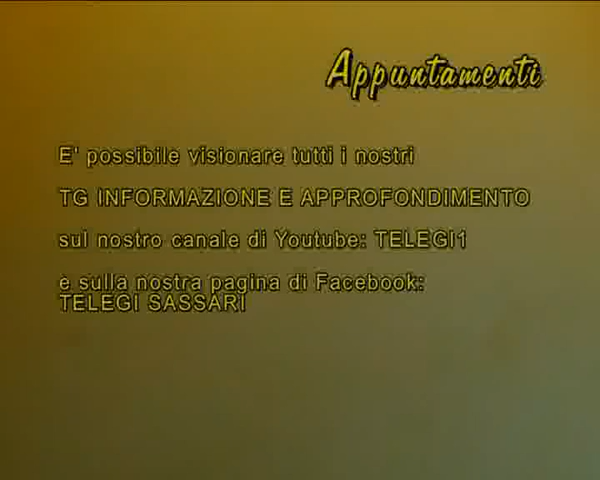 Appuntamenti
E' possibile visionare tutti i nostri
TG INFORMAZIONE E APPROFONDIMENTO
sul nostro canale di Youtube: TELEGI1
e sulla nostra pagina di Facebook:
TELEGI SASSARI